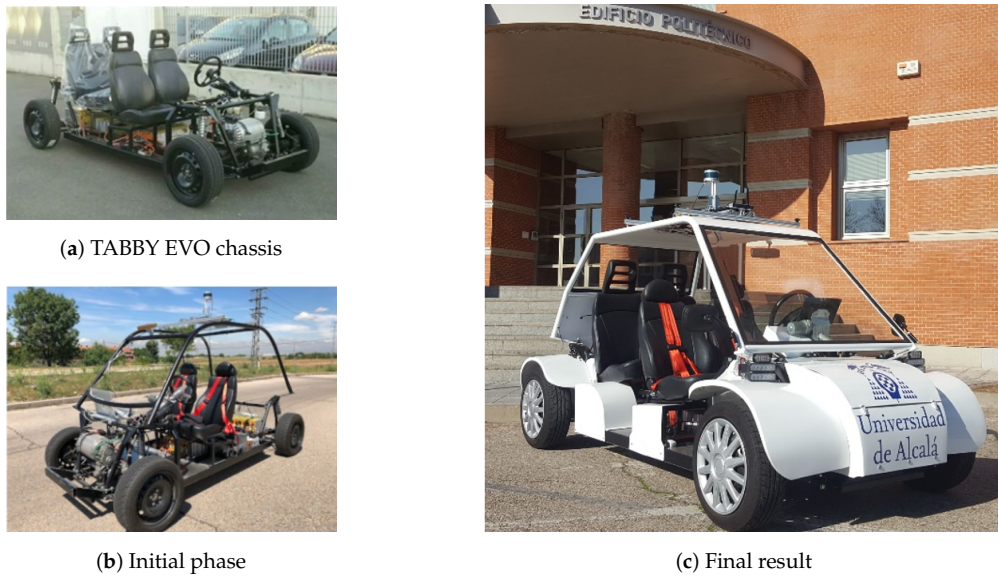 (a) TABBY EVO chassis
(b) Initial phase
EDIFICIO POLITÉCNICO
Universidad
de Alcalá
(c) Final result